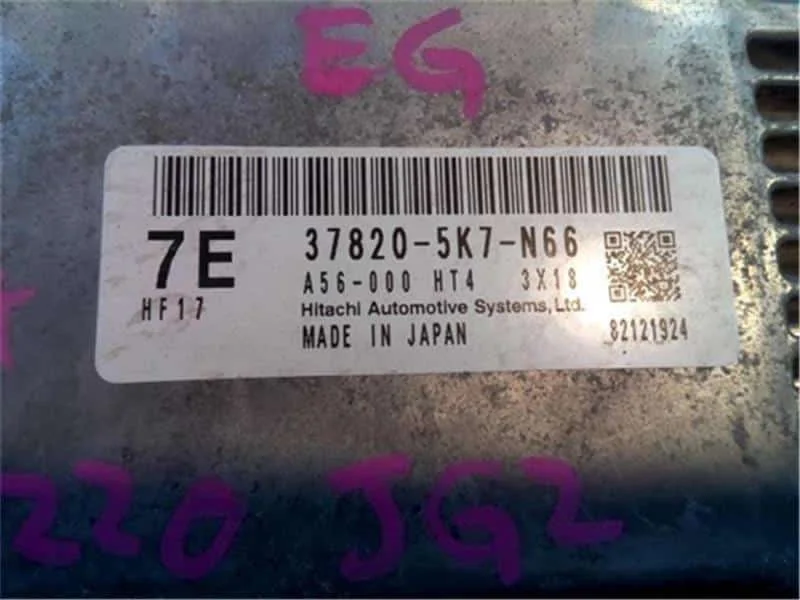 EG
7E 37820-5K7-N66
A56-000 HT4 3X18
HF17 Hitachi Automotive Systems, Ltd.
MADE IN JAPAN 82121924
220 JG2